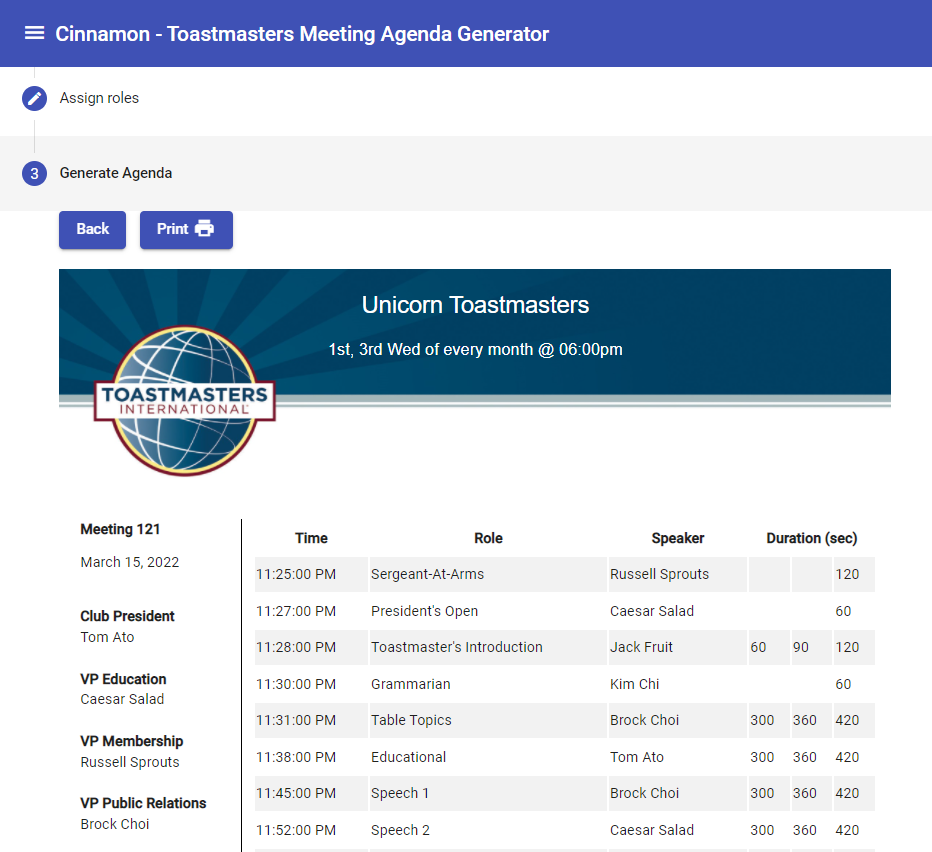 Cinnamon - Toastmasters Meeting Agenda Generator
Assign roles
3 Generate Agenda
Back Print
Unicorn Toastmasters
1st, 3rd Wed of every month @ 06:00pm
TOASTMASTERS
INTERNATIONAL
Meeting 121
March 15, 2022
Club President
Tom Ato
VP Education
Caesar Salad
VP Membership
Russell Sprouts
VP Public Relations
Brock Choi
Time Role Speaker Duration (sec)
11:25:00 PM Sergeant-At-Arms Russell Sprouts 120
11:27:00 PM President's Open Caesar Salad 60
11:28:00 PM Toastmaster's Introduction Jack Fruit 60 90 120
11:30:00 PM Grammarian Kim Chi 60
11:31:00 PM Table Topics Brock Choi 300 360 420
11:38:00 PM Educational Tom Ato 300 360 420
11:45:00 PM Speech 1 Brock Choi 300 360 420
11:52:00 PM Speech 2 Caesar Salad 300 360 420